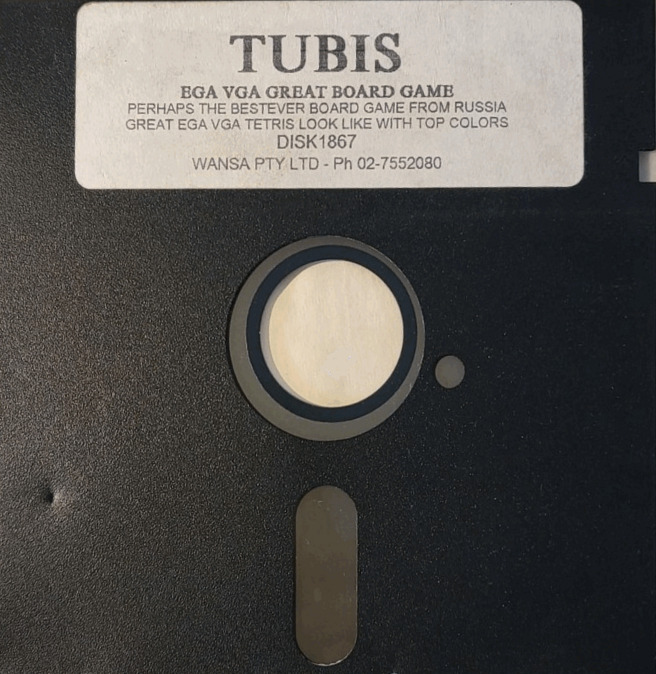 TUBIS
EGA VGA GREAT BOARD GAME
PERHAPS THE BESTEVER BOARD GAME FROM RUSSIA
GREAT EGA VGA TETRIS LOOK LIKE WITH TOP COLORS
DISK1867
WANSA PTY LTD - Ph 02-7552080